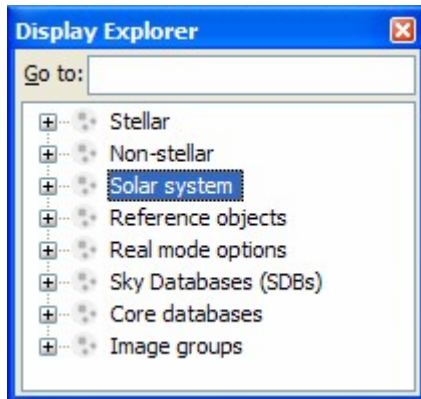 Display Explorer
Go to:
Stellar
Non-stellar
Solar system
Reference objects
Real mode options
Sky Databases (SDBs)
Core databases
Image groups